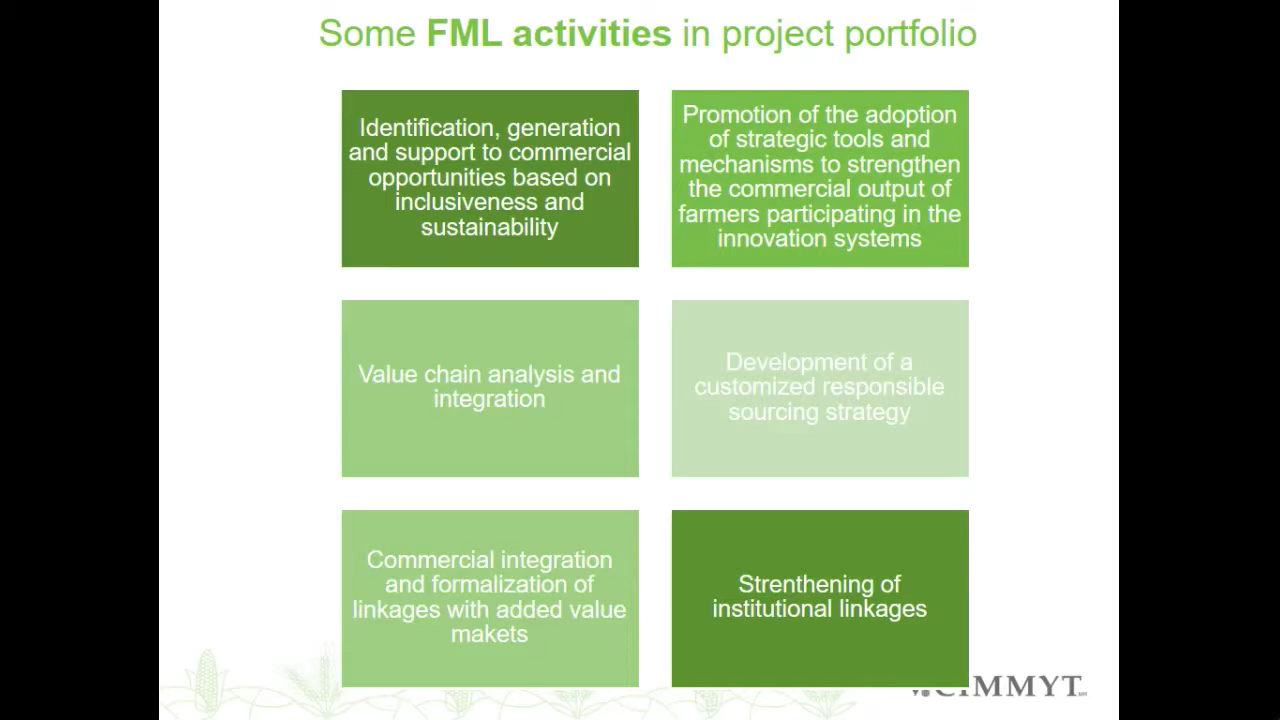 Some FML activities in project portfolio
Identification, generation
and support to commercial
opportunities based on
inclusiveness and
sustainability
Promotion of the adoption
of strategic tools and
mechanisms to strengthen
the commercial output of
farmers participating in the
innovation systems
Value chain analysis and
integration
Development of a
customized responsible
sourcing strategy
Commercial integration
and formalization of
linkages with added value
makets
Strenthening of
institutional linkages
CIMMYT